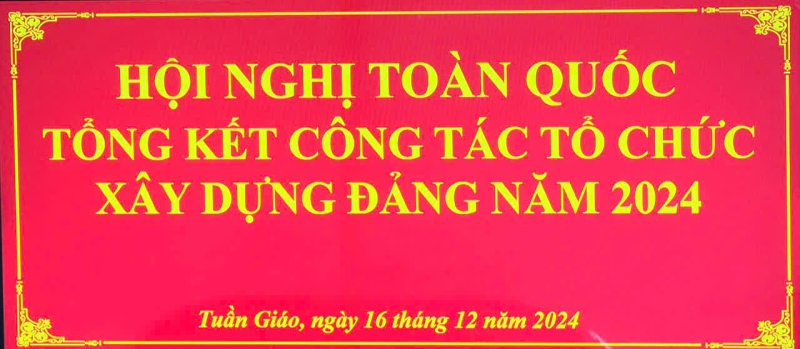 HỘI NGHỊ TOÀN QUỐC
TỔNG KẾT CÔNG TÁC TỔ CHỨC
XÂY DỰNG ĐẢNG NĂM 2024
Tuần Giáo, ngày 16 tháng 12 năm 2024